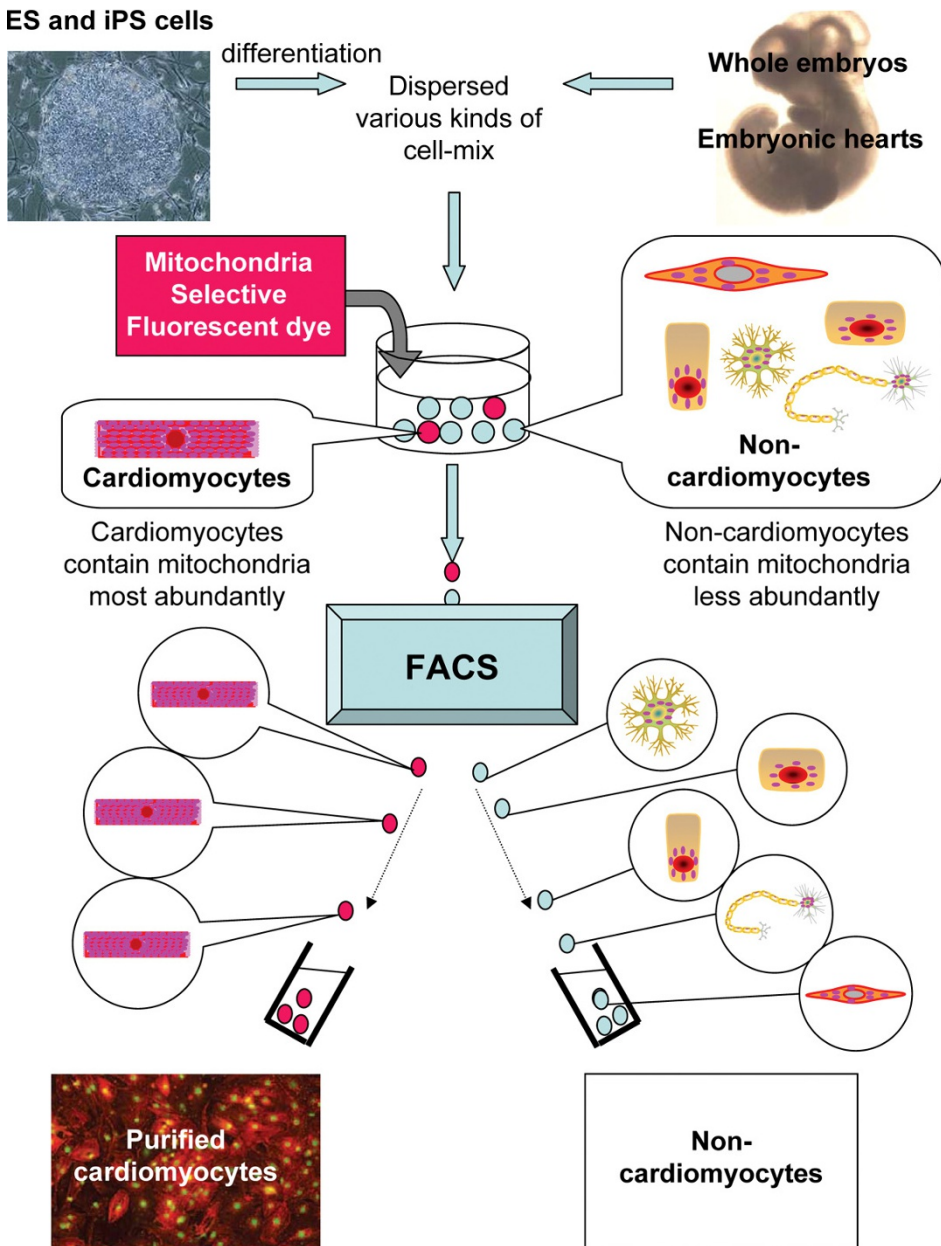 ES and iPS cells
differentiation
Dispersed
various kinds of
cell-mix
Whole embryos
Embryonic hearts
Mitochondria
Selective
Fluorescent dye
Cardiomyocytes
Non-
cardiomyocytes
Cardiomyocytes
contain mitochondria
most abundantly
Non-cardiomyocytes
contain mitochondria
less abundantly
FACS
Purified
cardiomyocytes
Non-
cardiomyocytes